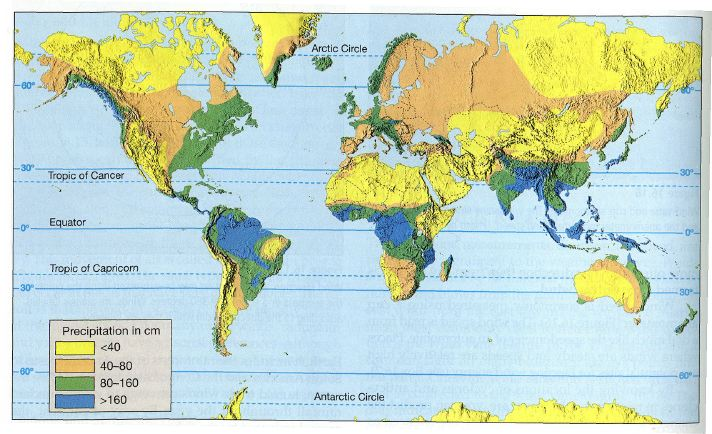 Arctic Circle
60°
60°
30°
Tropic of Cancer
30°
Equator
0°
0°
Tropic of Capricorn
30°
30°
Precipitation in cm
<40
40–80
80–160
>160
60°
60°
Antarctic Circle